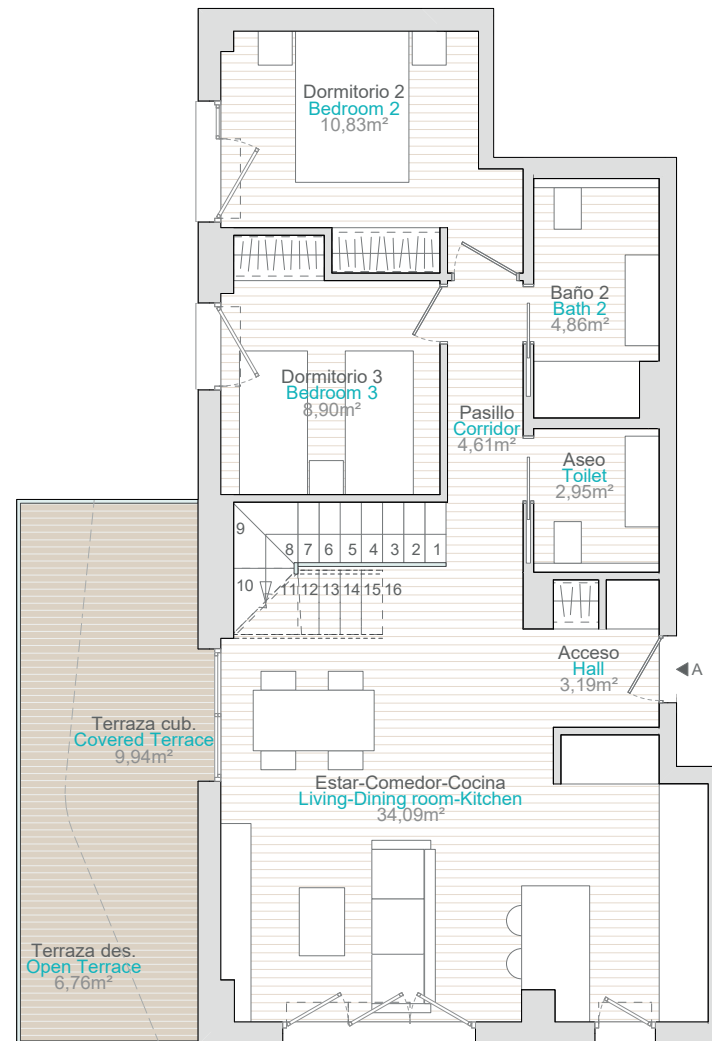 Dormitorio 2
Bedroom 2
10,83m²
Baño 2
Bath 2
4,86m²
Dormitorio 3
Bedroom 3
8,90m²
Pasillo
Corridor
4,61m²
Aseo
Toilet
2,95m²
9
8 7 6 5 4 3 2 1
10
11 12 13 14 15 16
Acceso
Hall
3,19m²
A
Terraza cub.
Covered Terrace
9,94m²
Estar-Comedor-Cocina
Living-Dining room-Kitchen
34,09m²
Terraza des.
Open Terrace
6,76m²